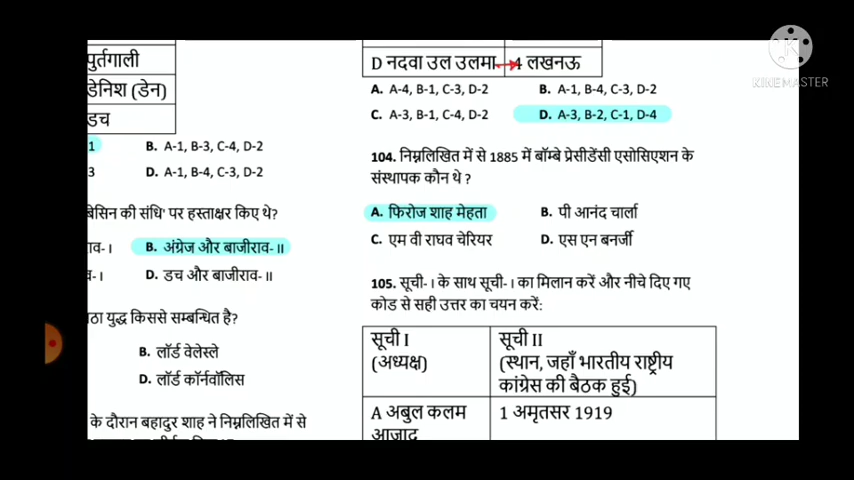 पुर्तगाली
डेनिश (डेन)
डच
1
B. A-1, B-3, C-4, D-2
3
D. A-1, B-4, C-3, D-2
बेसिन की संधि' पर हस्ताक्षर किए थे?
राव- I
B. अंग्रेज और बाजीराव- II
व- I
D. डच और बाजीराव- II
ठा युद्ध किससे सम्बन्धित है?
B. लॉर्ड वेलेस्ले
D. लॉर्ड कॉर्नवॉलिस
के दौरान बहादुर शाह ने निम्नलिखित में से
D नदवा उल उलमा 4 लखनऊ
A. A-4, B-1, C-3, D-2
B. A-1, B-4, C-3, D-2
C. A-3, B-1, C-4, D-2
D. A-3, B-2, C-1, D-4
104. निम्नलिखित में से 1885 में बॉम्बे प्रेसीडेंसी एसोसिएशन के
संस्थापक कौन थे ?
A. फिरोज शाह मेहता
B. पी आनंद चार्ला
C. एम वी राघव चेरियर
D. एस एन बनर्जी
105. सूची- I के साथ सूची- I का मिलान करें और नीचे दिए गए
कोड से सही उत्तर का चयन करें:
सूची I
(अध्यक्ष)
सूची II
(स्थान, जहाँ भारतीय राष्ट्रीय
कांग्रेस की बैठक हुई)
A अबुल कलम
आजाद
1 अमृतसर 1919
KINEMASTER